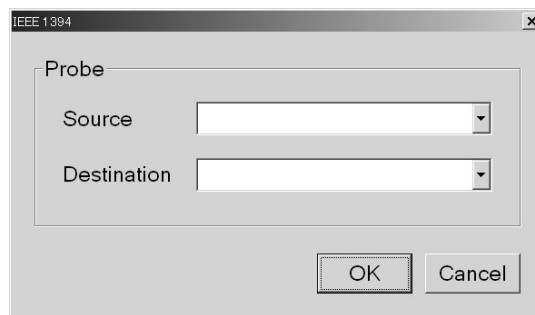 IEEE 1394
Probe
Source
Destination
OK
Cancel